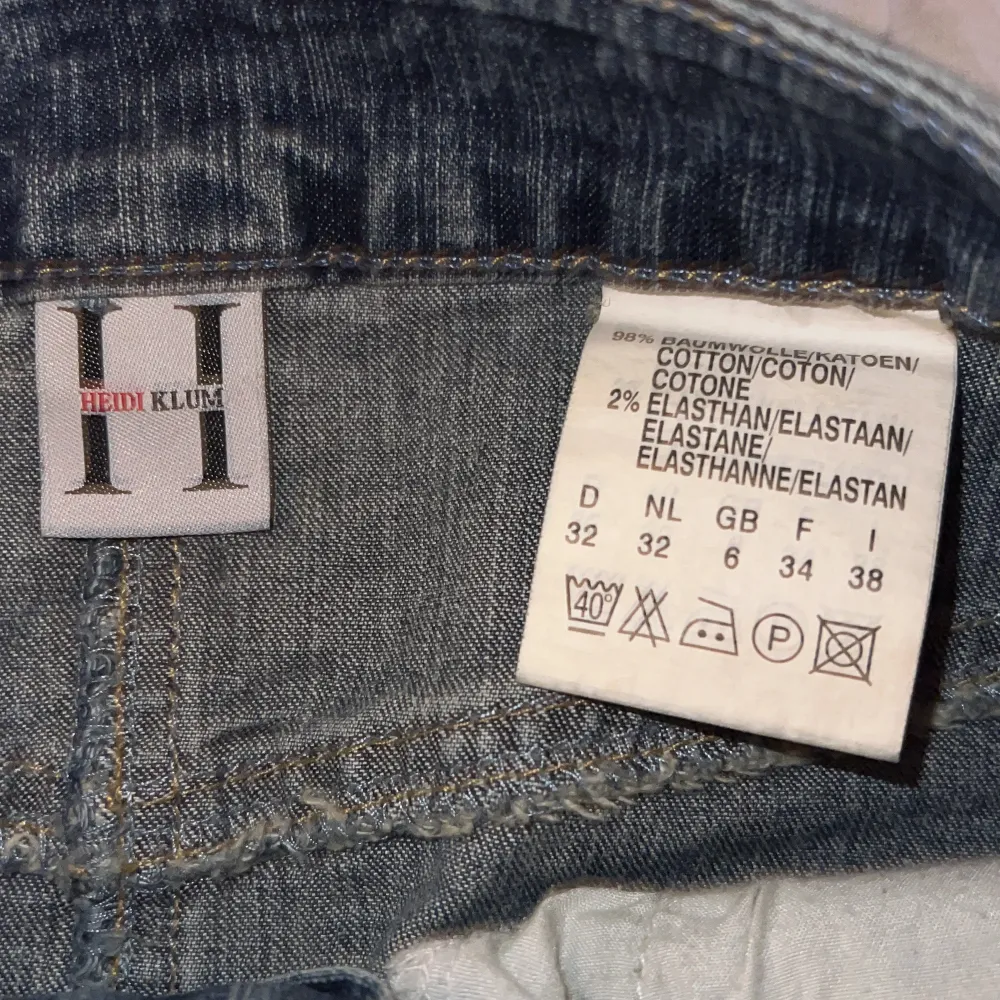 H
HEIDI KLUM
98% BAUMWOLLE/KATOEN/
COTTON/COTON/
COTONE
2% ELASTHAN/ELASTAAN/
ELASTANE/
ELASTHANNE/ELASTAN
D NL GB F I
32 32 6 34 38
40° P